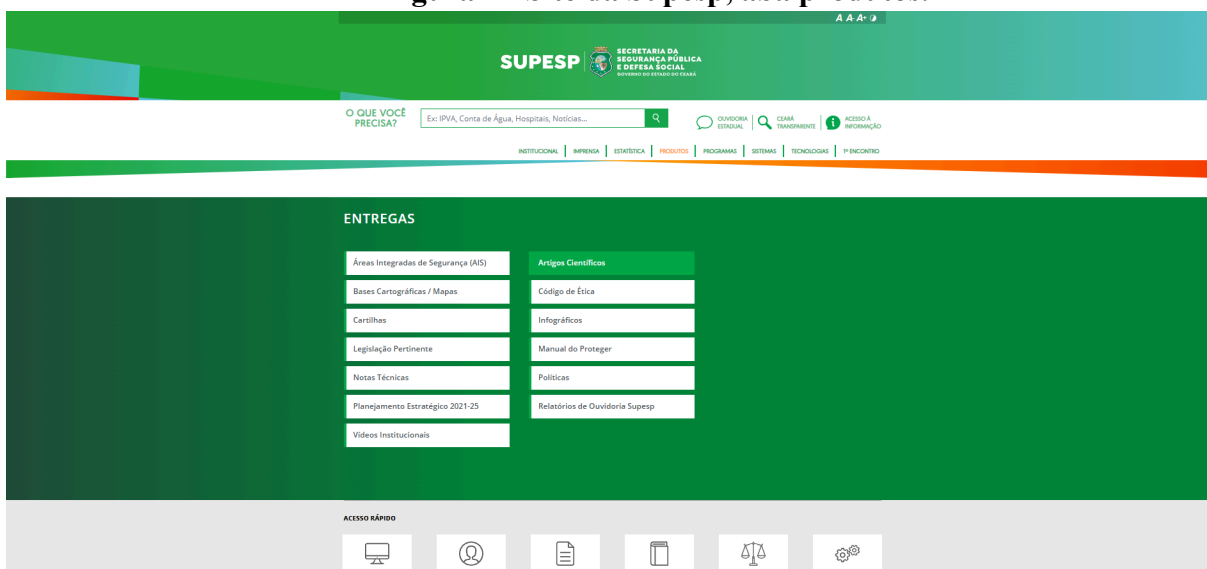 A A- A+
SUPESP
SECRETARIA DA
SEGURANÇA PÚBLICA
E DEFESA SOCIAL
GOVERNO DO ESTADO DO CEARÁ
O QUE VOCÊ
PRECISA?
Ex: IPVA, Conta de Água, Hospitais, Notícias...
OUVIDORIA
ESTADUAL
CEARÁ
TRANSPARENTE
ACESSO À
INFORMAÇÃO
INSTITUCIONAL IMPRENSA ESTATÍSTICA PRODUTOS PROGRAMAS SISTEMAS TECNOLOGIAS 1º ENCONTRO
ENTREGAS
Áreas Integradas de Segurança (AIS)
Artigos Científicos
Bases Cartográficas / Mapas
Código de Ética
Cartilhas
Infográficos
Legislação Pertinente
Manual do Proteger
Notas Técnicas
Políticas
Planejamento Estratégico 2021-25
Relatórios de Ouvidoria Supesp
Vídeos Institucionais
ACESSO RÁPIDO